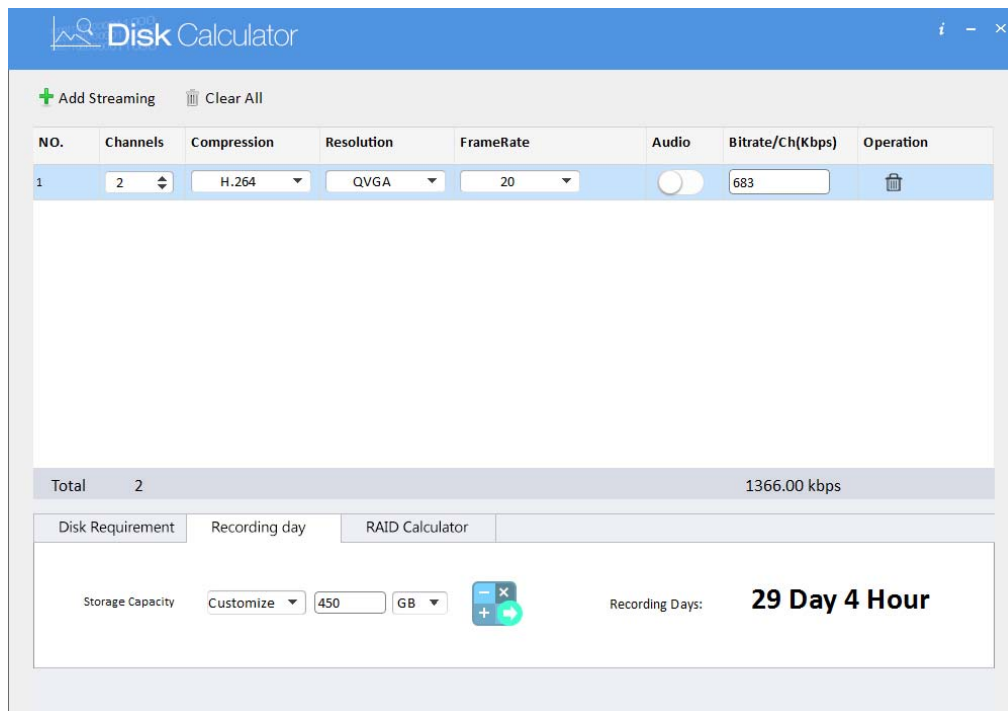 Disk Calculator
Add Streaming Clear All
NO. Channels Compression Resolution FrameRate Audio Bitrate/Ch(Kbps) Operation
1 2 H.264 QVGA 20 683
Total 2 1366.00 kbps
Disk Requirement Recording day RAID Calculator
Storage Capacity Customize 450 GB Recording Days: 29 Day 4 Hour